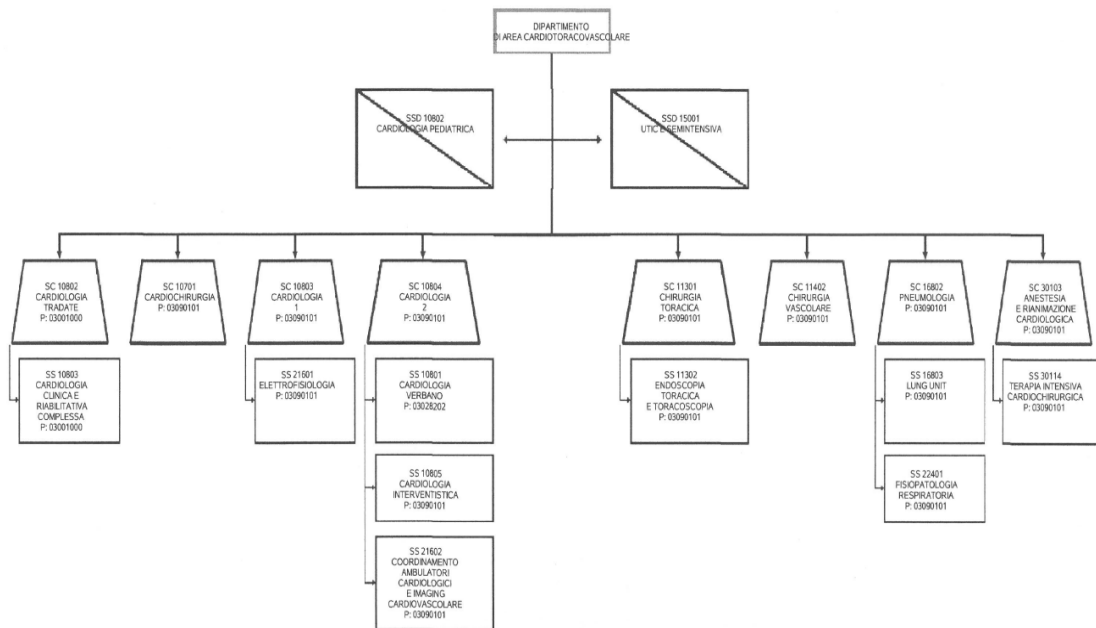 DIPARTIMENTO
DI AREA CARDIOTORACOVASCOLARE
SSD 10802
CARDIOLOGIA PEDIATRICA
SSD 15001
UTIC E SEMINTENSIVA
SC 10802
CARDIOLOGIA
TRADATE
P: 03001000
SC 10701
CARDIOCHIRURGIA
P: 03090101
SC 10803
CARDIOLOGIA
1
P: 03090101
SC 10804
CARDIOLOGIA
2
P: 03090101
SC 11301
CHIRURGIA
TORACICA
P: 03090101
SC 11402
CHIRURGIA
VASCOLARE
P: 03090101
SC 16802
PNEUMOLOGIA
P: 03090101
SC 30103
ANESTESIA
E RIANIMAZIONE
CARDIOLOGICA
P: 03090101
SS 10803
CARDIOLOGIA
CLINICA E
RIABILITATIVA
COMPLESSA
P: 03001000
SS 21601
ELETTROFISIOLOGIA
P: 03090101
SS 10801
CARDIOLOGIA
VERBANO
P: 03028202
SS 11302
ENDOSCOPIA
TORACICA
E TORACOSCOPIA
P: 03090101
SS 16803
LUNG UNIT
P: 03090101
SS 30114
TERAPIA INTENSIVA
CARDIOCHIRURGICA
P: 03090101
SS 10805
CARDIOLOGIA
INTERVENTISTICA
P: 03090101
SS 22401
FISIOPATOLOGIA
RESPIRATORIA
P: 03090101
SS 21602
COORDINAMENTO
AMBULATORI
CARDIOLOGICI
E IMAGING
CARDIOVASCOLARE
P: 03090101